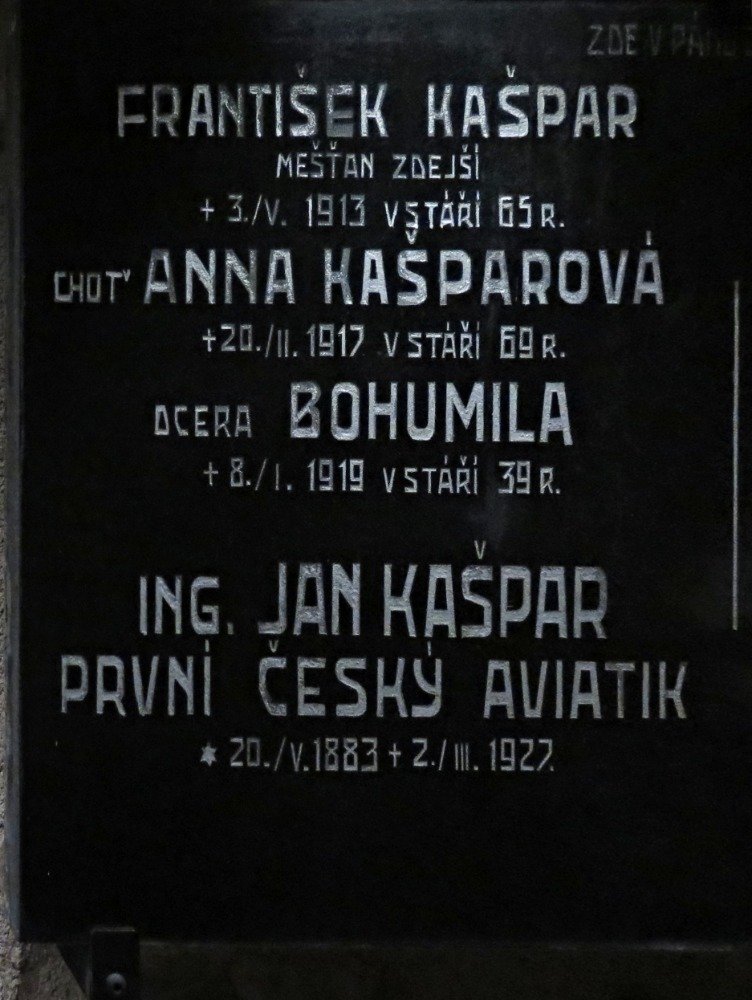 ZDE V
FRANTIŠEK KAŠPAR
MĚŠŤAN ZDEJŠÍ
+ 3./V. 1913 V STÁŘÍ 65 R.
CHOŤ ANNA KAŠPAROVÁ
+ 20./II. 1917 V STÁŘÍ 69 R.
DCERA BOHUMILA
+ 8./I. 1919 V STÁŘÍ 39 R.
ING. JAN KAŠPAR
PRVNÍ ČESKÝ AVIATIK
* 20./V. 1883 + 2./III. 1927.